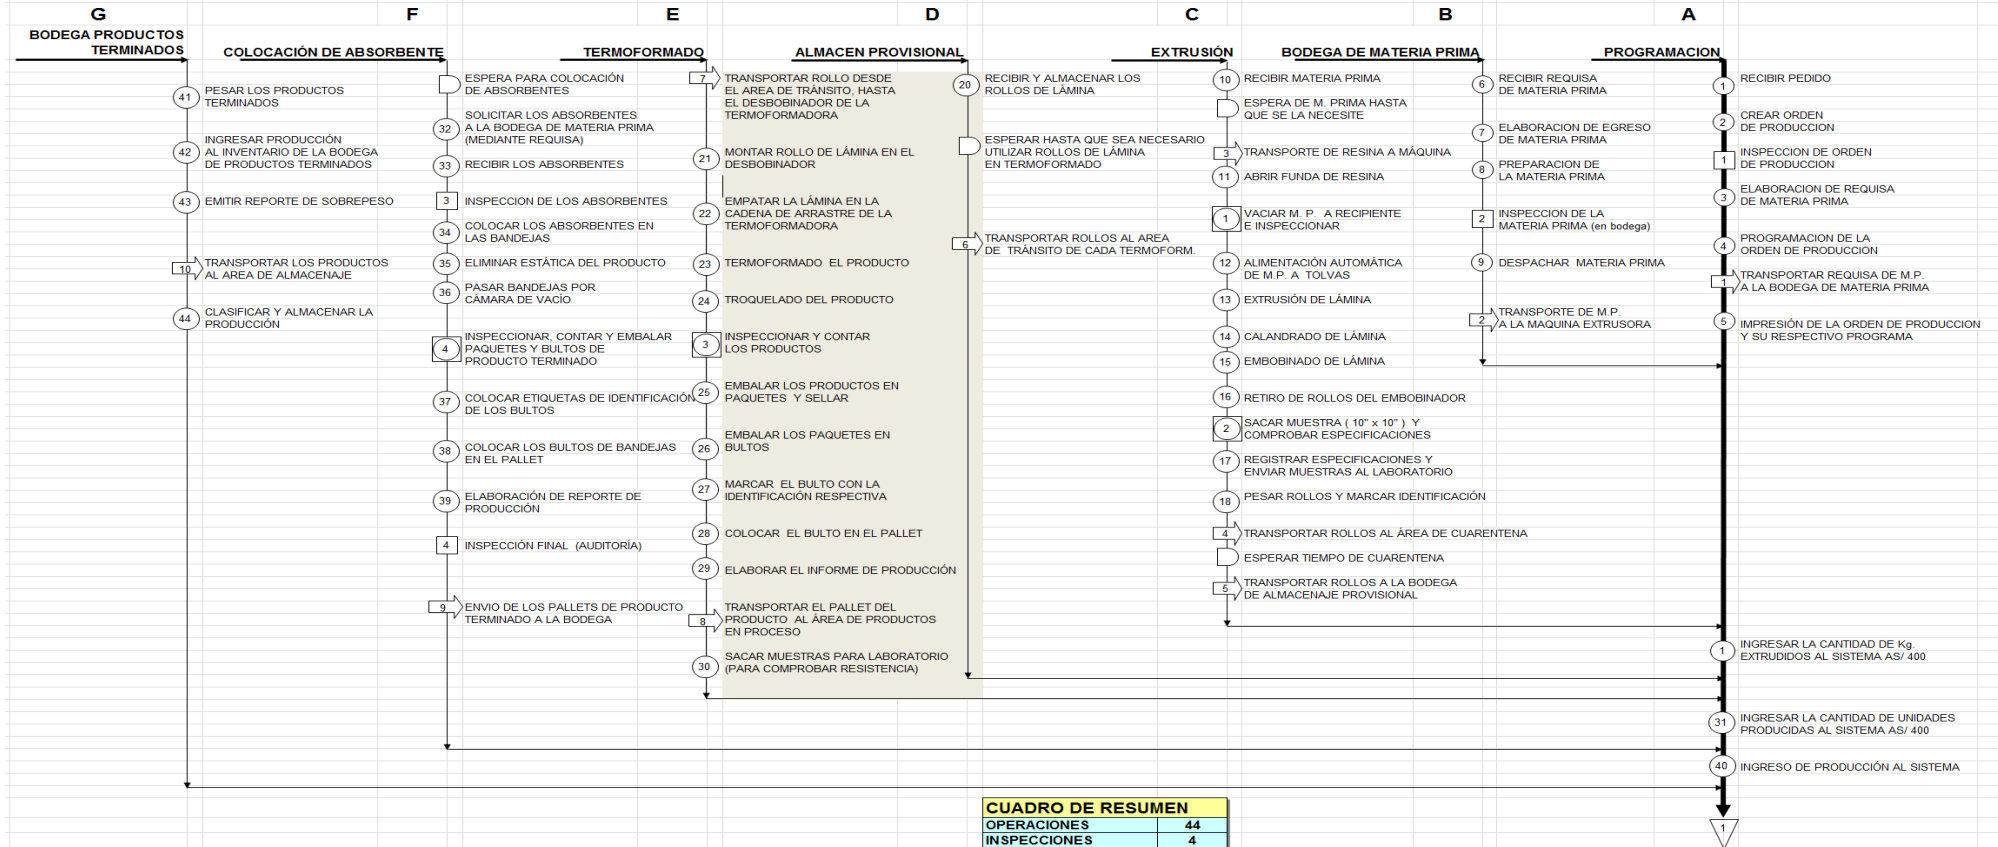 G
BODEGA PRODUCTOS
TERMINADOS
41
PESAR LOS PRODUCTOS
TERMINADOS
42
INGRESAR PRODUCCIÓN
AL INVENTARIO DE LA BODEGA
DE PRODUCTOS TERMINADOS
43
EMITIR REPORTE DE SOBREPESO
10
TRANSPORTAR LOS PRODUCTOS
AL AREA DE ALMACENAJE
44
CLASIFICAR Y ALMACENAR LA
PRODUCCIÓN
F
COLOCACIÓN DE ABSORBENTE
ESPERA PARA COLOCACIÓN
DE ABSORBENTES
32
SOLICITAR LOS ABSORBENTES
A LA BODEGA DE MATERIA PRIMA
(MEDIANTE REQUISA)
33
RECIBIR LOS ABSORBENTES
3
INSPECCION DE LOS ABSORBENTES
34
COLOCAR LOS ABSORBENTES EN
LAS BANDEJAS
35
ELIMINAR ESTÁTICA DEL PRODUCTO
36
PASAR BANDEJAS POR
CÁMARA DE VACÍO
4
INSPECCIONAR, CONTAR Y EMBALAR
PAQUETES Y BULTOS DE
PRODUCTO TERMINADO
37
COLOCAR ETIQUETAS DE IDENTIFICACIÓN
DE LOS BULTOS
38
COLOCAR LOS BULTOS DE BANDEJAS
EN EL PALLET
39
ELABORACIÓN DE REPORTE DE
PRODUCCIÓN
4
INSPECCIÓN FINAL (AUDITORÍA)
9
ENVIO DE LOS PALLETS DE PRODUCTO
TERMINADO A LA BODEGA
E
TERMOFORMADO
7
TRANSPORTAR ROLLO DESDE
EL AREA DE TRÁNSITO, HASTA
EL DESBOBINADOR DE LA
TERMOFORMADORA
21
MONTAR ROLLO DE LÁMINA EN EL
DESBOBINADOR
22
EMPATAR LA LÁMINA EN LA
CADENA DE ARRASTRE DE LA
TERMOFORMADORA
23
TERMOFORMADO EL PRODUCTO
24
TROQUELADO DEL PRODUCTO
3
INSPECCIONAR Y CONTAR
LOS PRODUCTOS
25
EMBALAR LOS PRODUCTOS EN
PAQUETES Y SELLAR
26
EMBALAR LOS PAQUETES EN
BULTOS
27
MARCAR EL BULTO CON LA
IDENTIFICACIÓN RESPECTIVA
28
COLOCAR EL BULTO EN EL PALLET
29
ELABORAR EL INFORME DE PRODUCCIÓN
8
TRANSPORTAR EL PALLET DEL
PRODUCTO AL ÁREA DE PRODUCTOS
EN PROCESO
30
SACAR MUESTRAS PARA LABORATORIO
(PARA COMPROBAR RESISTENCIA)
D
ALMACEN PROVISIONAL
20
RECIBIR Y ALMACENAR LOS
ROLLOS DE LÁMINA
ESPERAR HASTA QUE SEA NECESARIO
UTILIZAR ROLLOS DE LÁMINA
EN TERMOFORMADO
6
TRANSPORTAR ROLLOS AL AREA
DE TRÁNSITO DE CADA TERMOFORM.
C
EXTRUSIÓN
10
RECIBIR MATERIA PRIMA
ESPERA DE M. PRIMA HASTA
QUE SE LA NECESITE
3
TRANSPORTE DE RESINA A MÁQUINA
11
ABRIR FUNDA DE RESINA
1
VACIAR M. P. A RECIPIENTE
E INSPECCIONAR
12
ALIMENTACIÓN AUTOMÁTICA
DE M.P. A TOLVAS
13
EXTRUSIÓN DE LÁMINA
14
CALANDRADO DE LÁMINA
15
EMBOBINADO DE LÁMINA
16
RETIRO DE ROLLOS DEL EMBOBINADOR
2
SACAR MUESTRA ( 10" x 10" ) Y
COMPROBAR ESPECIFICACIONES
17
REGISTRAR ESPECIFICACIONES Y
ENVIAR MUESTRAS AL LABORATORIO
18
PESAR ROLLOS Y MARCAR IDENTIFICACIÓN
4
TRANSPORTAR ROLLOS AL ÁREA DE CUARENTENA
ESPERAR TIEMPO DE CUARENTENA
5
TRANSPORTAR ROLLOS A LA BODEGA
DE ALMACENAJE PROVISIONAL
B
BODEGA DE MATERIA PRIMA
6
RECIBIR REQUISA
DE MATERIA PRIMA
7
ELABORACION DE EGRESO
DE MATERIA PRIMA
8
PREPARACION DE
LA MATERIA PRIMA
2
INSPECCION DE LA
MATERIA PRIMA (en bodega)
9
DESPACHAR MATERIA PRIMA
2
TRANSPORTE DE M.P.
A LA MAQUINA EXTRUSORA
A
PROGRAMACION
1
RECIBIR PEDIDO
2
CREAR ORDEN
DE PRODUCCION
1
INSPECCION DE ORDEN
DE PRODUCCION
3
ELABORACION DE REQUISA
DE MATERIA PRIMA
4
PROGRAMACION DE LA
ORDEN DE PRODUCCION
1
TRANSPORTAR REQUISA DE M.P.
A LA BODEGA DE MATERIA PRIMA
5
IMPRESIÓN DE LA ORDEN DE PRODUCCION
Y SU RESPECTIVO PROGRAMA
1
INGRESAR LA CANTIDAD DE Kg.
EXTRUDIDOS AL SISTEMA AS/ 400
31
INGRESAR LA CANTIDAD DE UNIDADES
PRODUCIDAS AL SISTEMA AS/ 400
40
INGRESO DE PRODUCCIÓN AL SISTEMA
1
CUADRO DE RESUMEN
OPERACIONES 44
INSPECCIONES 4